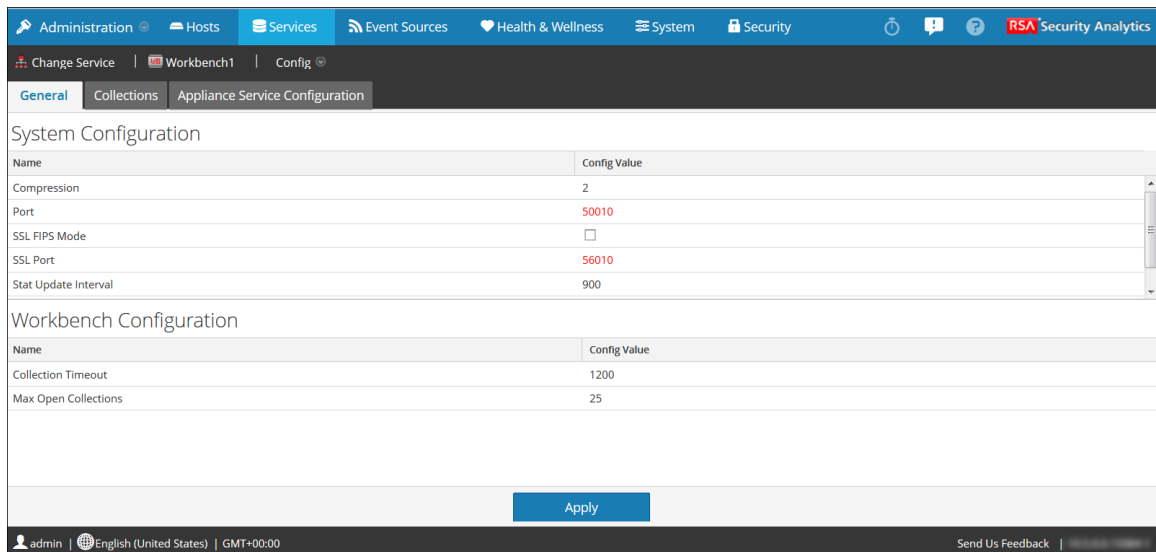 Administration Hosts Services Event Sources Health & Wellness System Security RSA Security Analytics
Change Service | Workbench1 | Config
General Collections Appliance Service Configuration
System Configuration
Name Config Value
Compression 2
Port 50010
SSL FIPS Mode
SSL Port 56010
Stat Update Interval 900
Workbench Configuration
Name Config Value
Collection Timeout 1200
Max Open Collections 25
Apply
admin | English (United States) | GMT+00:00 Send Us Feedback |